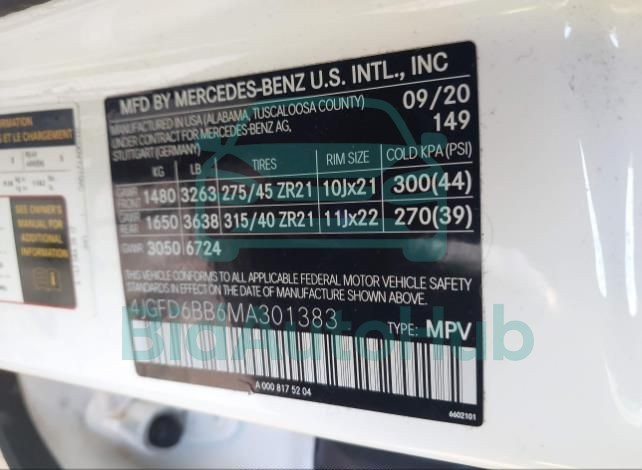 MFD BY MERCEDES-BENZ U.S. INTL., INC
MANUFACTURED IN USA (ALABAMA, TUSCALOOSA COUNTY) 09/20
UNDER CONTRACT FOR MERCEDES-BENZ AG, 149
STUTTGART (GERMANY)
KG LB TIRES RIM SIZE COLD KPA (PSI)
GAWR FRONT 1480 3263 275/45 ZR21 10Jx21 300(44)
GAWR REAR 1650 3638 315/40 ZR21 11Jx22 270(39)
GVWR 3050 6724
THIS VEHICLE CONFORMS TO ALL APPLICABLE FEDERAL MOTOR VEHICLE SAFETY
STANDARDS IN EFFECT ON THE DATE OF MANUFACTURE SHOWN ABOVE.
4JGFD6BB6MA301383 TYPE: MPV
A 000 817 52 04
6602101
INFORMATION
ET LE CHARGEMENT
SEE OWNER'S
MANUAL FOR
ADDITIONAL
INFORMATION
BidAutoHub